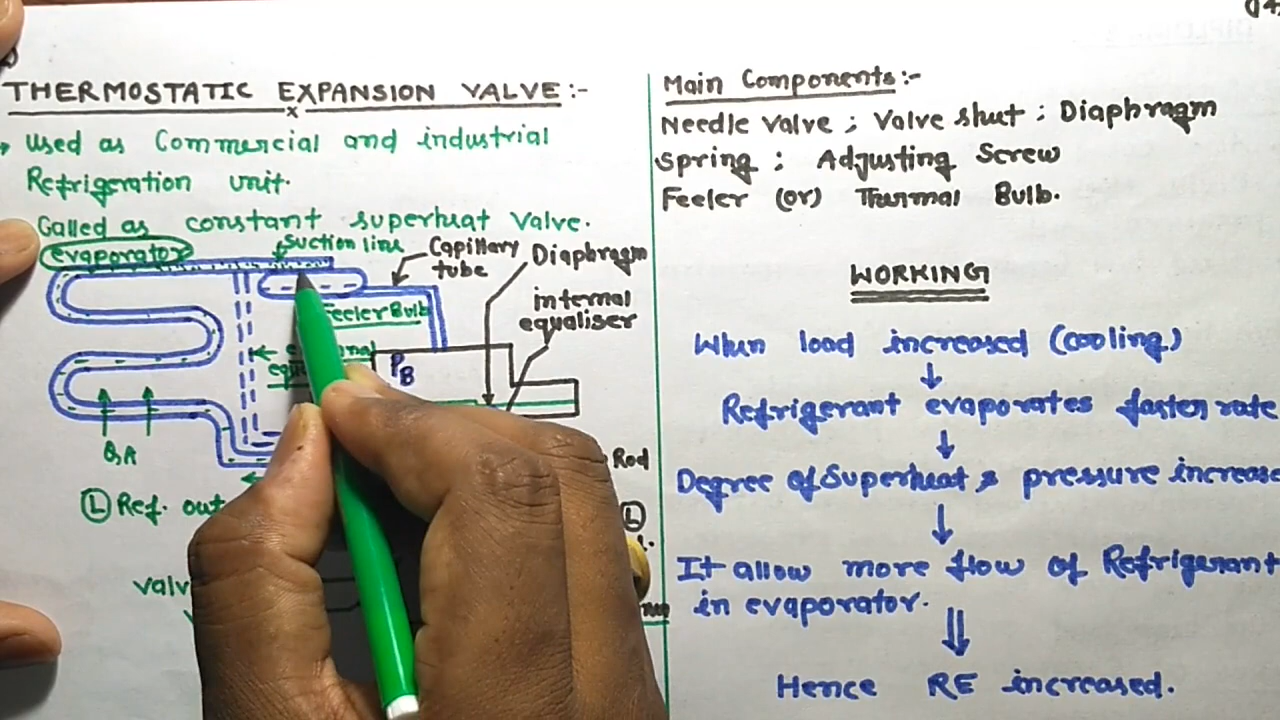 THERMOSTATIC EXPANSION VALVE:-
Used as Commercial and industrial
Refrigeration unit.
Called as constant superheat valve.
evaporator
suction line
Capillary
tube
Diaphragm
internal
equaliser
Feeler Bulb
PB
Rod
L Ref. out
L
Main Components:-
Needle valve ; Valve shut ; Diaphragm
Spring ; Adjusting Screw
Feeler (or) Thermal Bulb.
WORKING
When load increased (cooling)
Refrigerant evaporates faster rate
Degree of Superheat & pressure increase
It allow more flow of Refrigerant
in evaporator.
Hence RE increased.